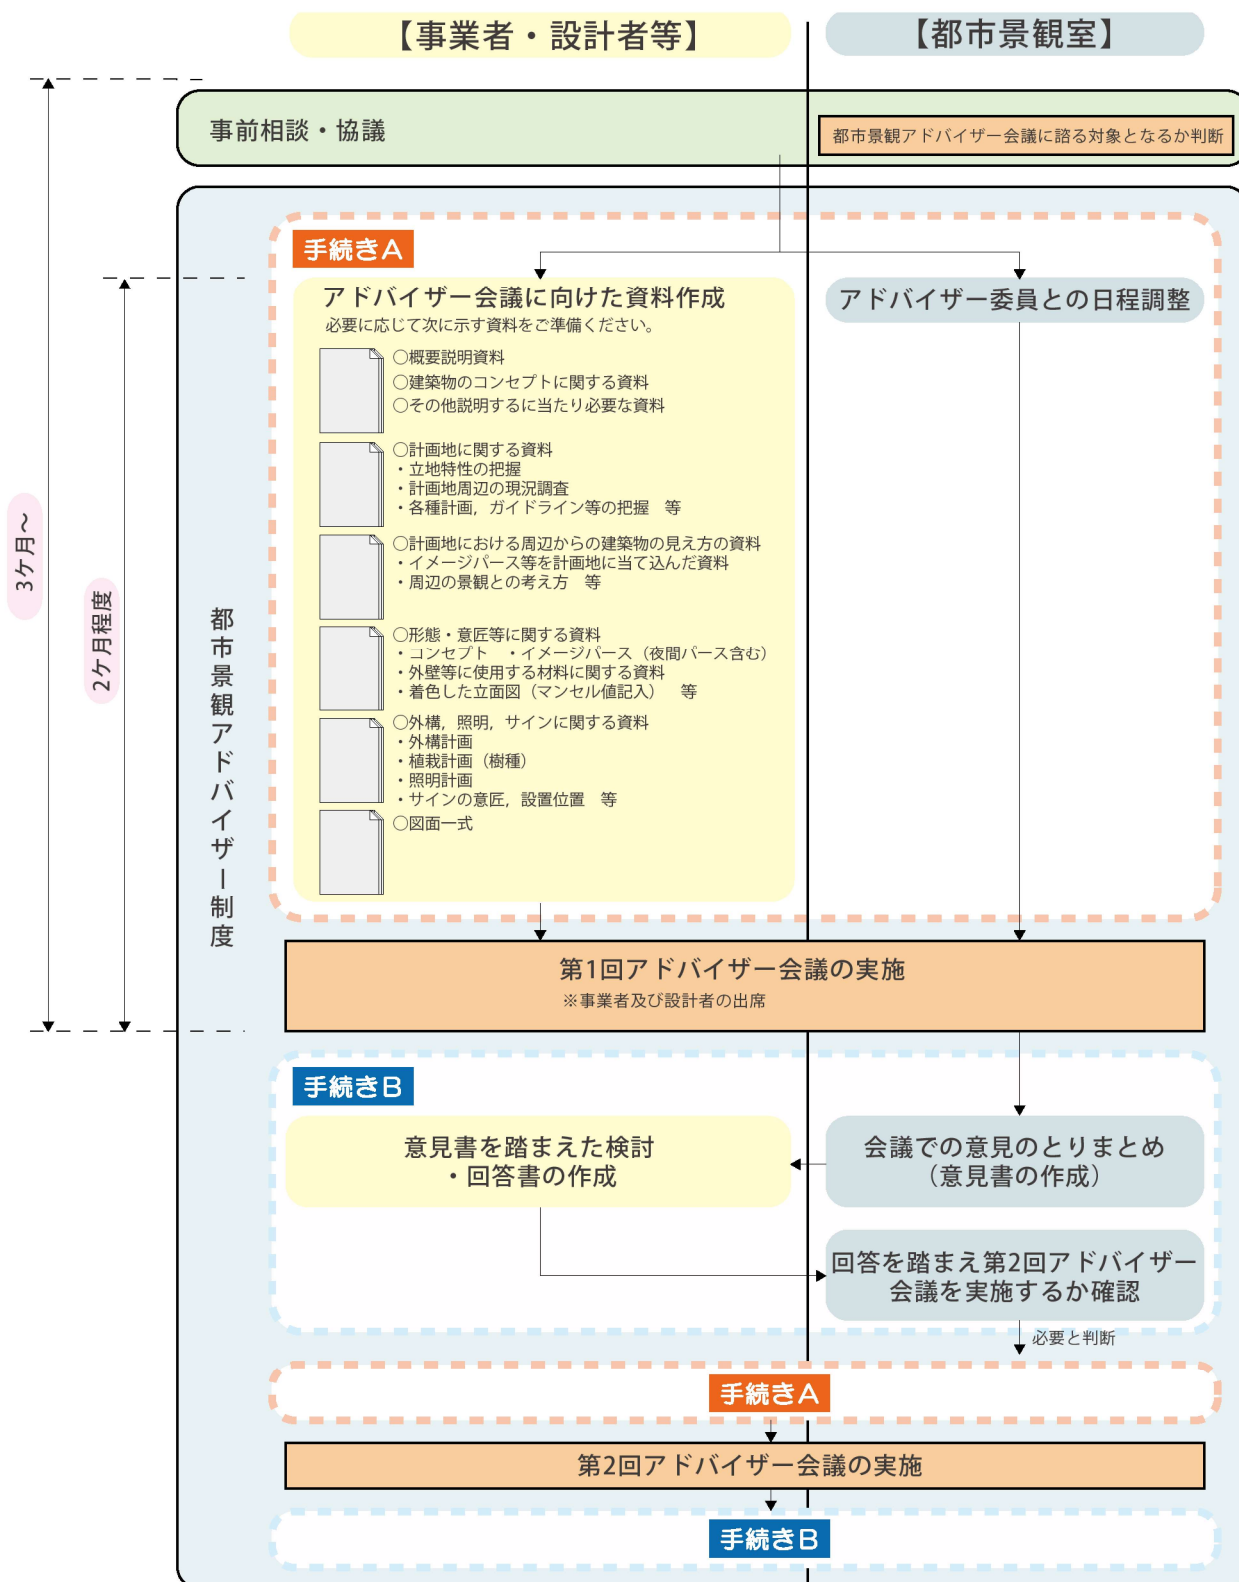 【事業者・設計者等】
【都市景観室】
事前相談・協議
都市景観アドバイザー会議に諮る対象となるか判断
手続きA
アドバイザー会議に向けた資料作成
必要に応じて次に示す資料をご準備ください。
○概要説明資料
○建築物のコンセプトに関する資料
○その他説明するに当たり必要な資料
○計画地に関する資料
・立地特性の把握
・計画地周辺の現況調査
・各種計画，ガイドライン等の把握　等
○計画地における周辺からの建築物の見え方の資料
・イメージパース等を計画地に当て込んだ資料
・周辺の景観との考え方　等
○形態・意匠等に関する資料
・コンセプト　・イメージパース（夜間パース含む）
・外壁等に使用する材料に関する資料
・着色した立面図（マンセル値記入）　等
○外構，照明，サインに関する資料
・外構計画
・植栽計画（樹種）
・照明計画
・サインの意匠，設置位置　等
○図面一式
アドバイザー委員との日程調整
3ケ月～
2ケ月程度
都市景観アドバイザー制度
第1回アドバイザー会議の実施
※事業者及び設計者の出席
手続きB
意見書を踏まえた検討
・回答書の作成
会議での意見のとりまとめ
（意見書の作成）
回答を踏まえ第2回アドバイザー
会議を実施するか確認
必要と判断
手続きA
第2回アドバイザー会議の実施
手続きB